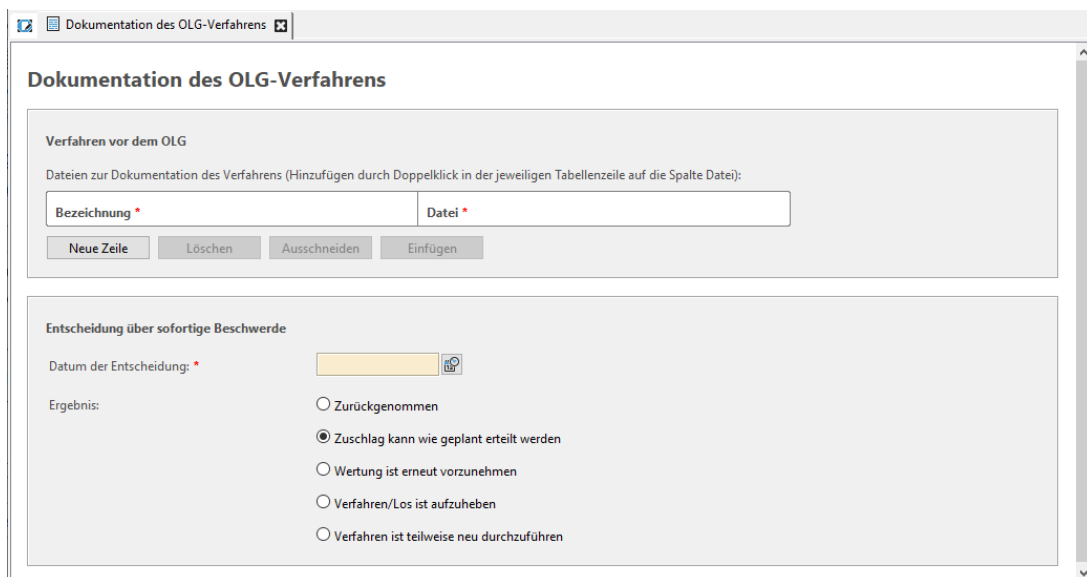 Dokumentation des OLG-Verfahrens
Dokumentation des OLG-Verfahrens
Verfahren vor dem OLG
Dateien zur Dokumentation des Verfahrens (Hinzufügen durch Doppelklick in der jeweiligen Tabellenzeile auf die Spalte Datei):
Bezeichnung * Datei *
Neue Zeile Löschen Ausschneiden Einfügen
Entscheidung über sofortige Beschwerde
Datum der Entscheidung: *
Ergebnis: Zurückgenommen
Zuschlag kann wie geplant erteilt werden
Wertung ist erneut vorzunehmen
Verfahren/Los ist aufzuheben
Verfahren ist teilweise neu durchzuführen